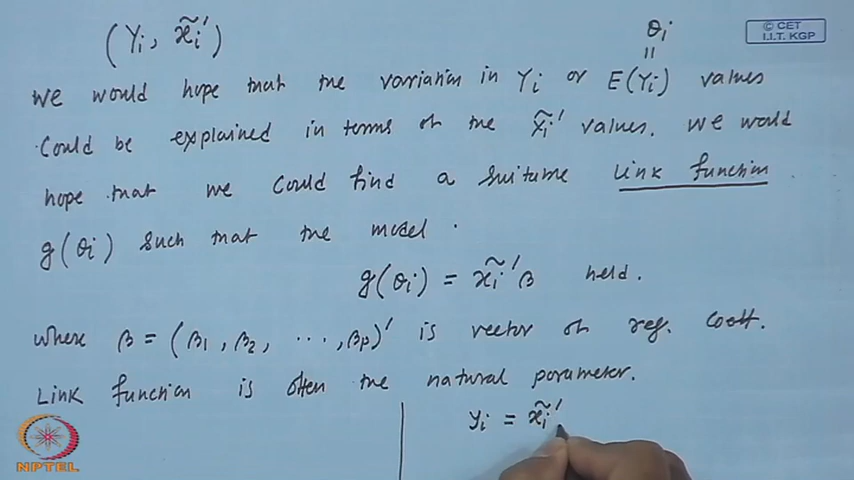 (Yi, x̃i′)
θi
=
© CET
I.I.T. KGP
We would hope that the variation in Yi or E(Yi) values
Could be explained in terms of the x̃i′ values. We would
hope that we could find a suitable Link function.
g(θi) such that the model.
g(θi) = x̃i′β held.
where β = (β1, β2, ..., βp)′ is vector of reg. Coeff.
Link function is often the natural parameter.
yi = x̃i′
NPTEL